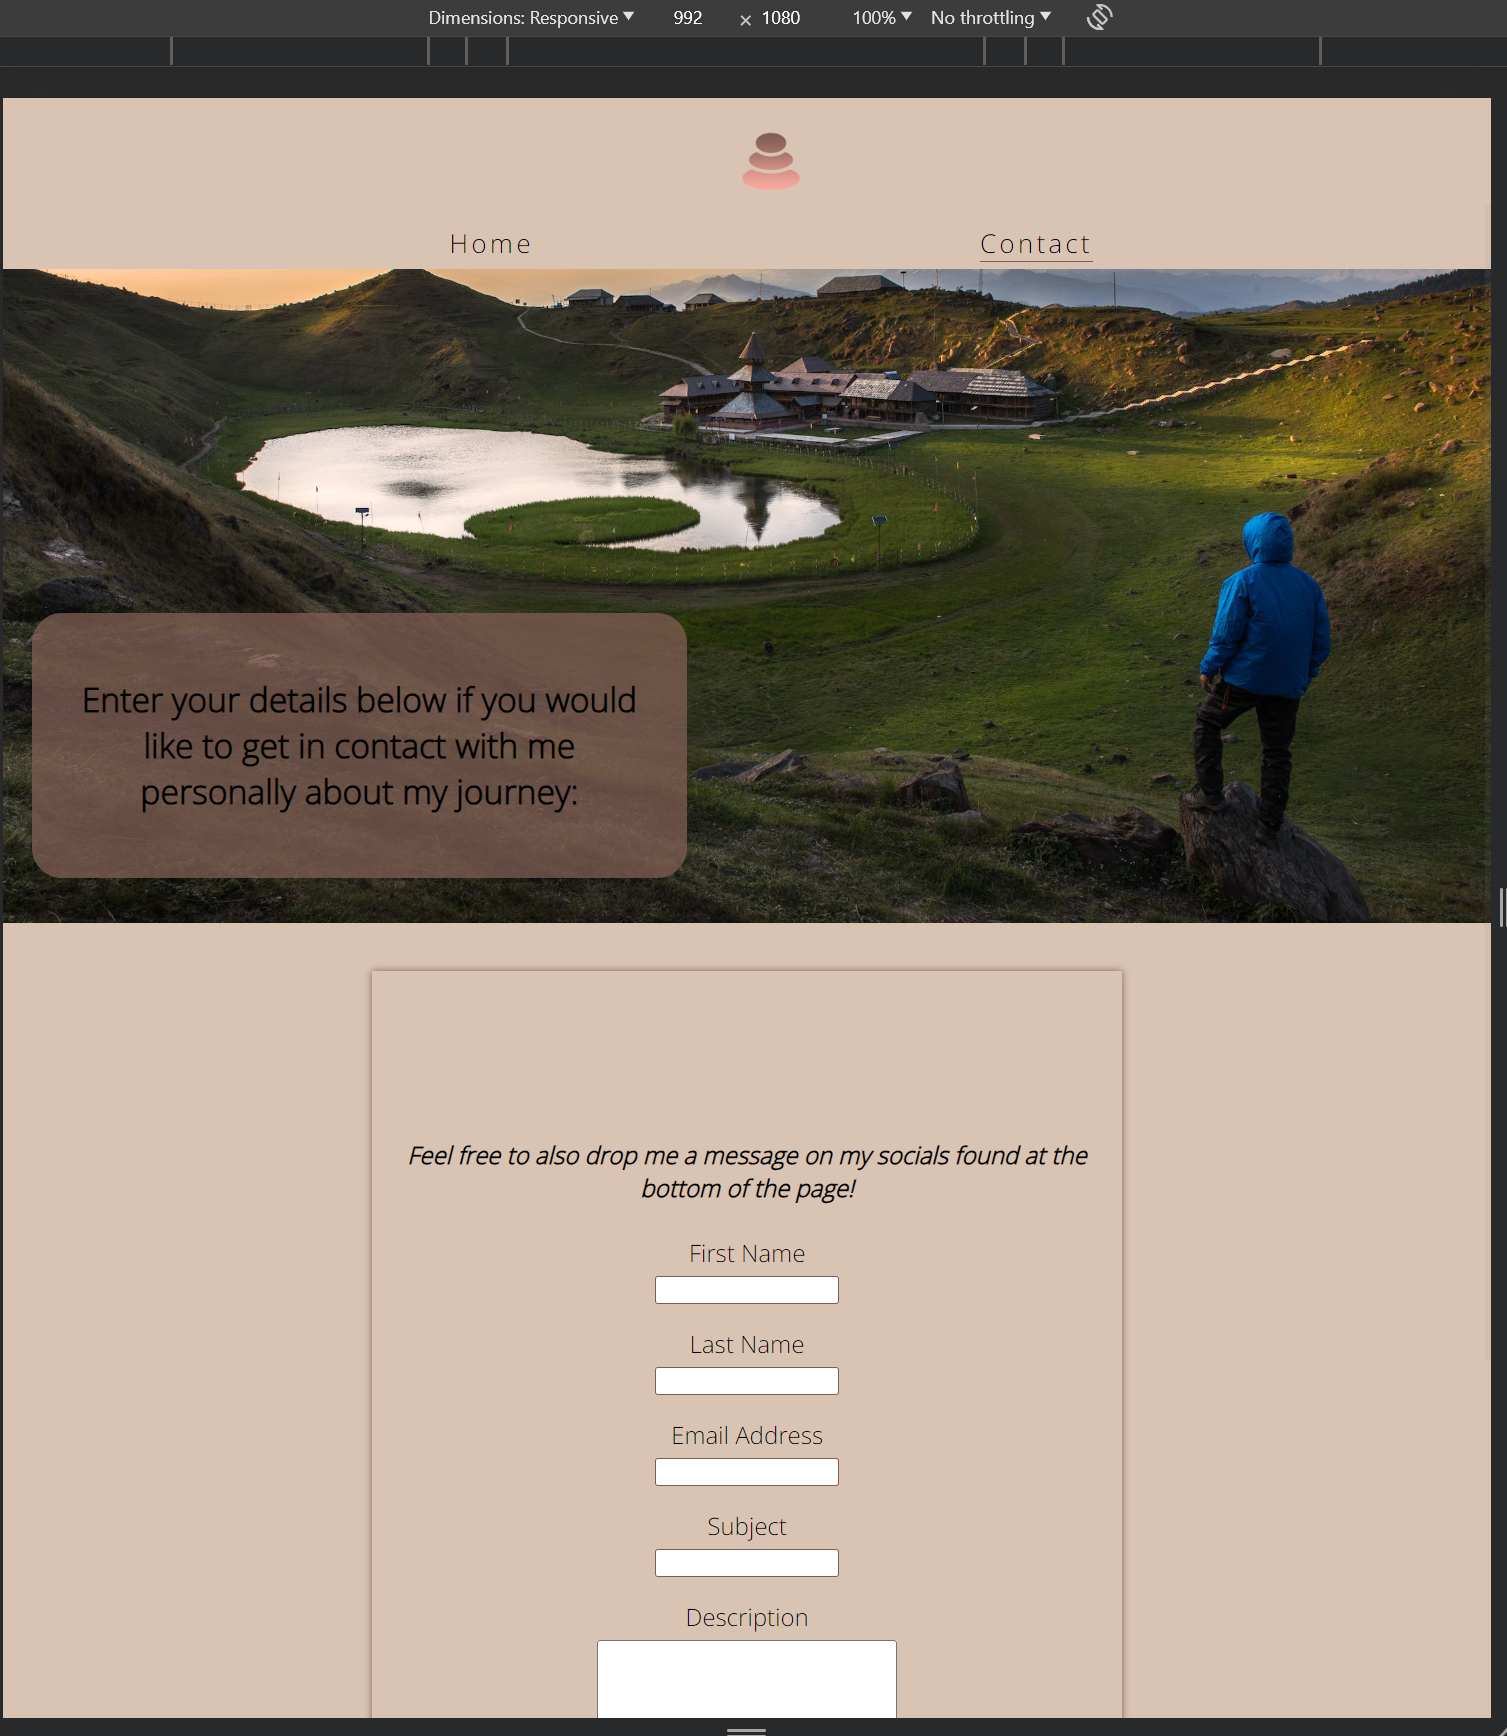 Dimensions: Responsive 992 × 1080 100% No throttling
Home Contact
Enter your details below if you would
like to get in contact with me
personally about my journey:
Feel free to also drop me a message on my socials found at the
bottom of the page!
First Name
Last Name
Email Address
Subject
Description